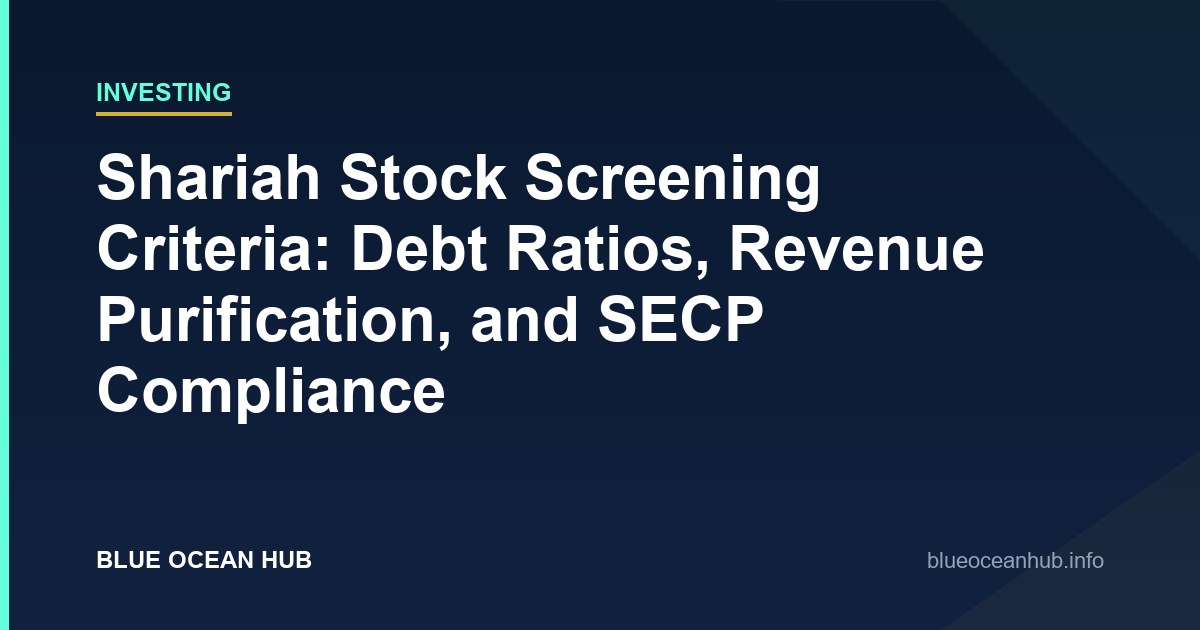 INVESTING
Shariah Stock Screening
Criteria: Debt Ratios, Revenue
Purification, and SECP
Compliance
BLUE OCEAN HUB
blueoceanhub.info